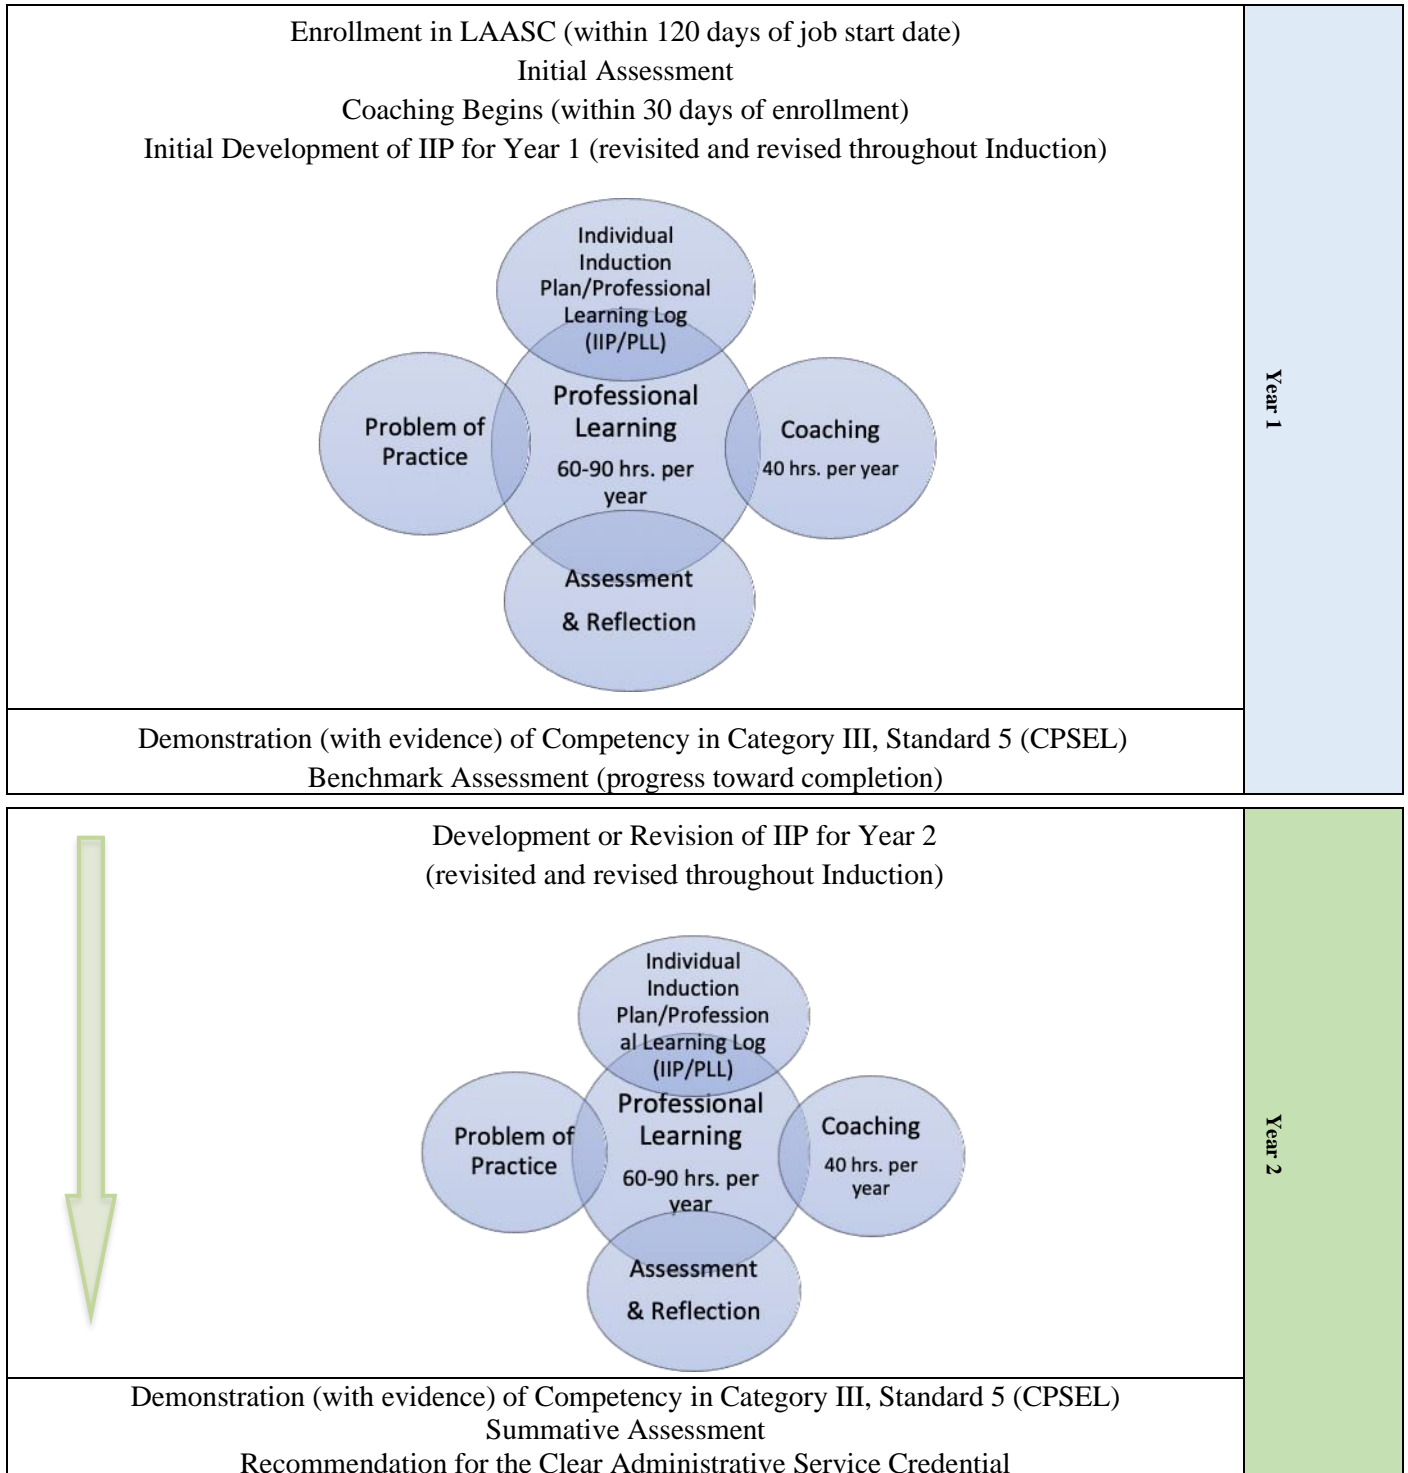 Enrollment in LAASC (within 120 days of job start date)
Initial Assessment
Coaching Begins (within 30 days of enrollment)
Initial Development of IIP for Year 1 (revisited and revised throughout Induction)
Individual
Induction
Plan/Professional
Learning Log
(IIP/PLL)
Problem of
Practice
Professional
Learning
60-90 hrs. per
year
Coaching
40 hrs. per year
Assessment
& Reflection
Year 1
Demonstration (with evidence) of Competency in Category III, Standard 5 (CPSEL)
Benchmark Assessment (progress toward completion)
Development or Revision of IIP for Year 2
(revisited and revised throughout Induction)
Individual
Induction
Plan/Profession
al Learning Log
(IIP/PLL)
Problem of
Practice
Professional
Learning
60-90 hrs. per
year
Coaching
40 hrs. per
year
Assessment
& Reflection
Year 2
Demonstration (with evidence) of Competency in Category III, Standard 5 (CPSEL)
Summative Assessment
Recommendation for the Clear Administrative Service Credential